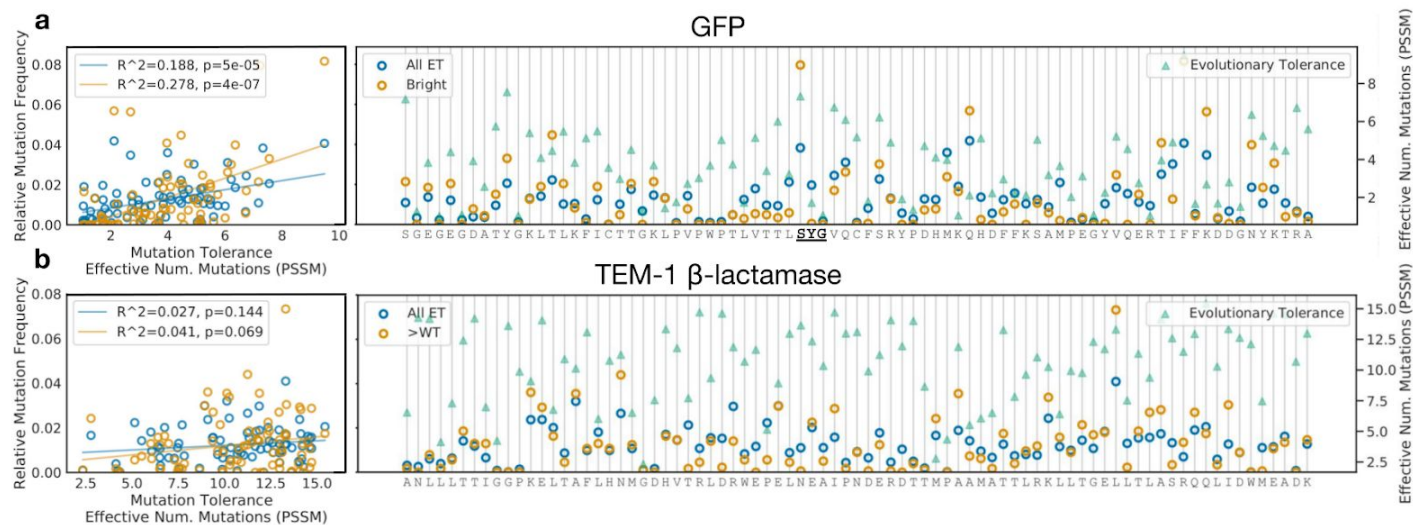 a
GFP
Relative Mutation Frequency
0.08
0.06
0.04
0.02
0.00
R^2=0.188, p=5e-05
R^2=0.278, p=4e-07
2 4 6 8 10
Mutation Tolerance
Effective Num. Mutations (PSSM)
All ET
Bright
Evolutionary Tolerance
8
6
4
2
Effective Num. Mutations (PSSM)
SGEGEGDATYGKLTLKFICTTGKLPVPWPTLVTTLSYGVQCFSRYPDHMKQHDFFKSAMPEGYVQERTIFFKDDGNYKTRA
b
TEM-1 β-lactamase
Relative Mutation Frequency
0.08
0.06
0.04
0.02
0.00
R^2=0.027, p=0.144
R^2=0.041, p=0.069
2.5 5.0 7.5 10.0 12.5 15.0
Mutation Tolerance
Effective Num. Mutations (PSSM)
All ET
>WT
Evolutionary Tolerance
15.0
12.5
10.0
7.5
5.0
2.5
Effective Num. Mutations (PSSM)
ANLLLTTIGGPKELTAFLHNMGDHVTRLDRWEPELNEAIPNDERDTTMPAAMATTLRKLLTGELLTLASRQQLIDWMEADK